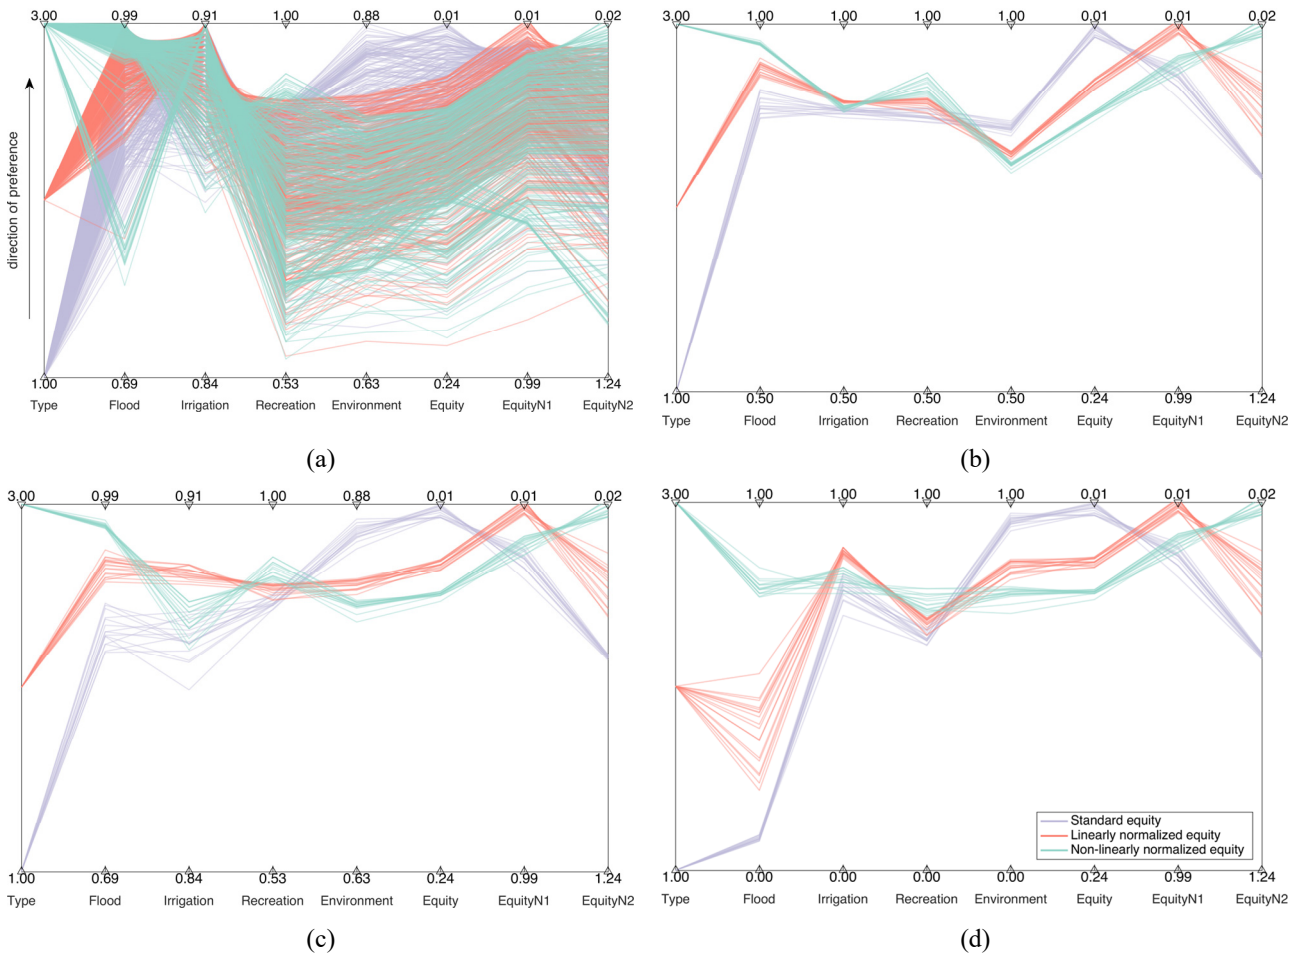 3.00 0.99 0.91 1.00 0.88 0.01 0.01 0.02
direction of preference
1.00 0.69 0.84 0.53 0.63 0.24 0.99 1.24
Type Flood Irrigation Recreation Environment Equity EquityN1 EquityN2
(a)
3.00 1.00 1.00 1.00 1.00 0.01 0.01 0.02
1.00 0.50 0.50 0.50 0.50 0.24 0.99 1.24
Type Flood Irrigation Recreation Environment Equity EquityN1 EquityN2
(b)
3.00 0.99 0.91 1.00 0.88 0.01 0.01 0.02
1.00 0.69 0.84 0.53 0.63 0.24 0.99 1.24
Type Flood Irrigation Recreation Environment Equity EquityN1 EquityN2
(c)
3.00 1.00 1.00 1.00 1.00 0.01 0.01 0.02
Standard equity
Linearly normalized equity
Non-linearly normalized equity
1.00 0.00 0.00 0.00 0.00 0.24 0.99 1.24
Type Flood Irrigation Recreation Environment Equity EquityN1 EquityN2
(d)